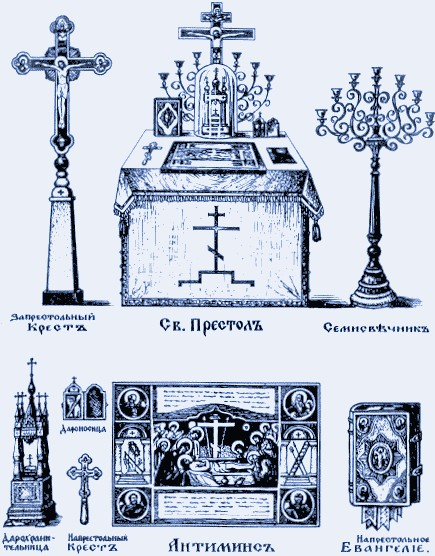 Запрестольный
Крестъ
Св. Престолъ
Семисвѣчникъ
Дароносица
Дарохрани-
тельница
Напрестольный
Крестъ
Антиминсъ
Напрестольное
Евангеліе.